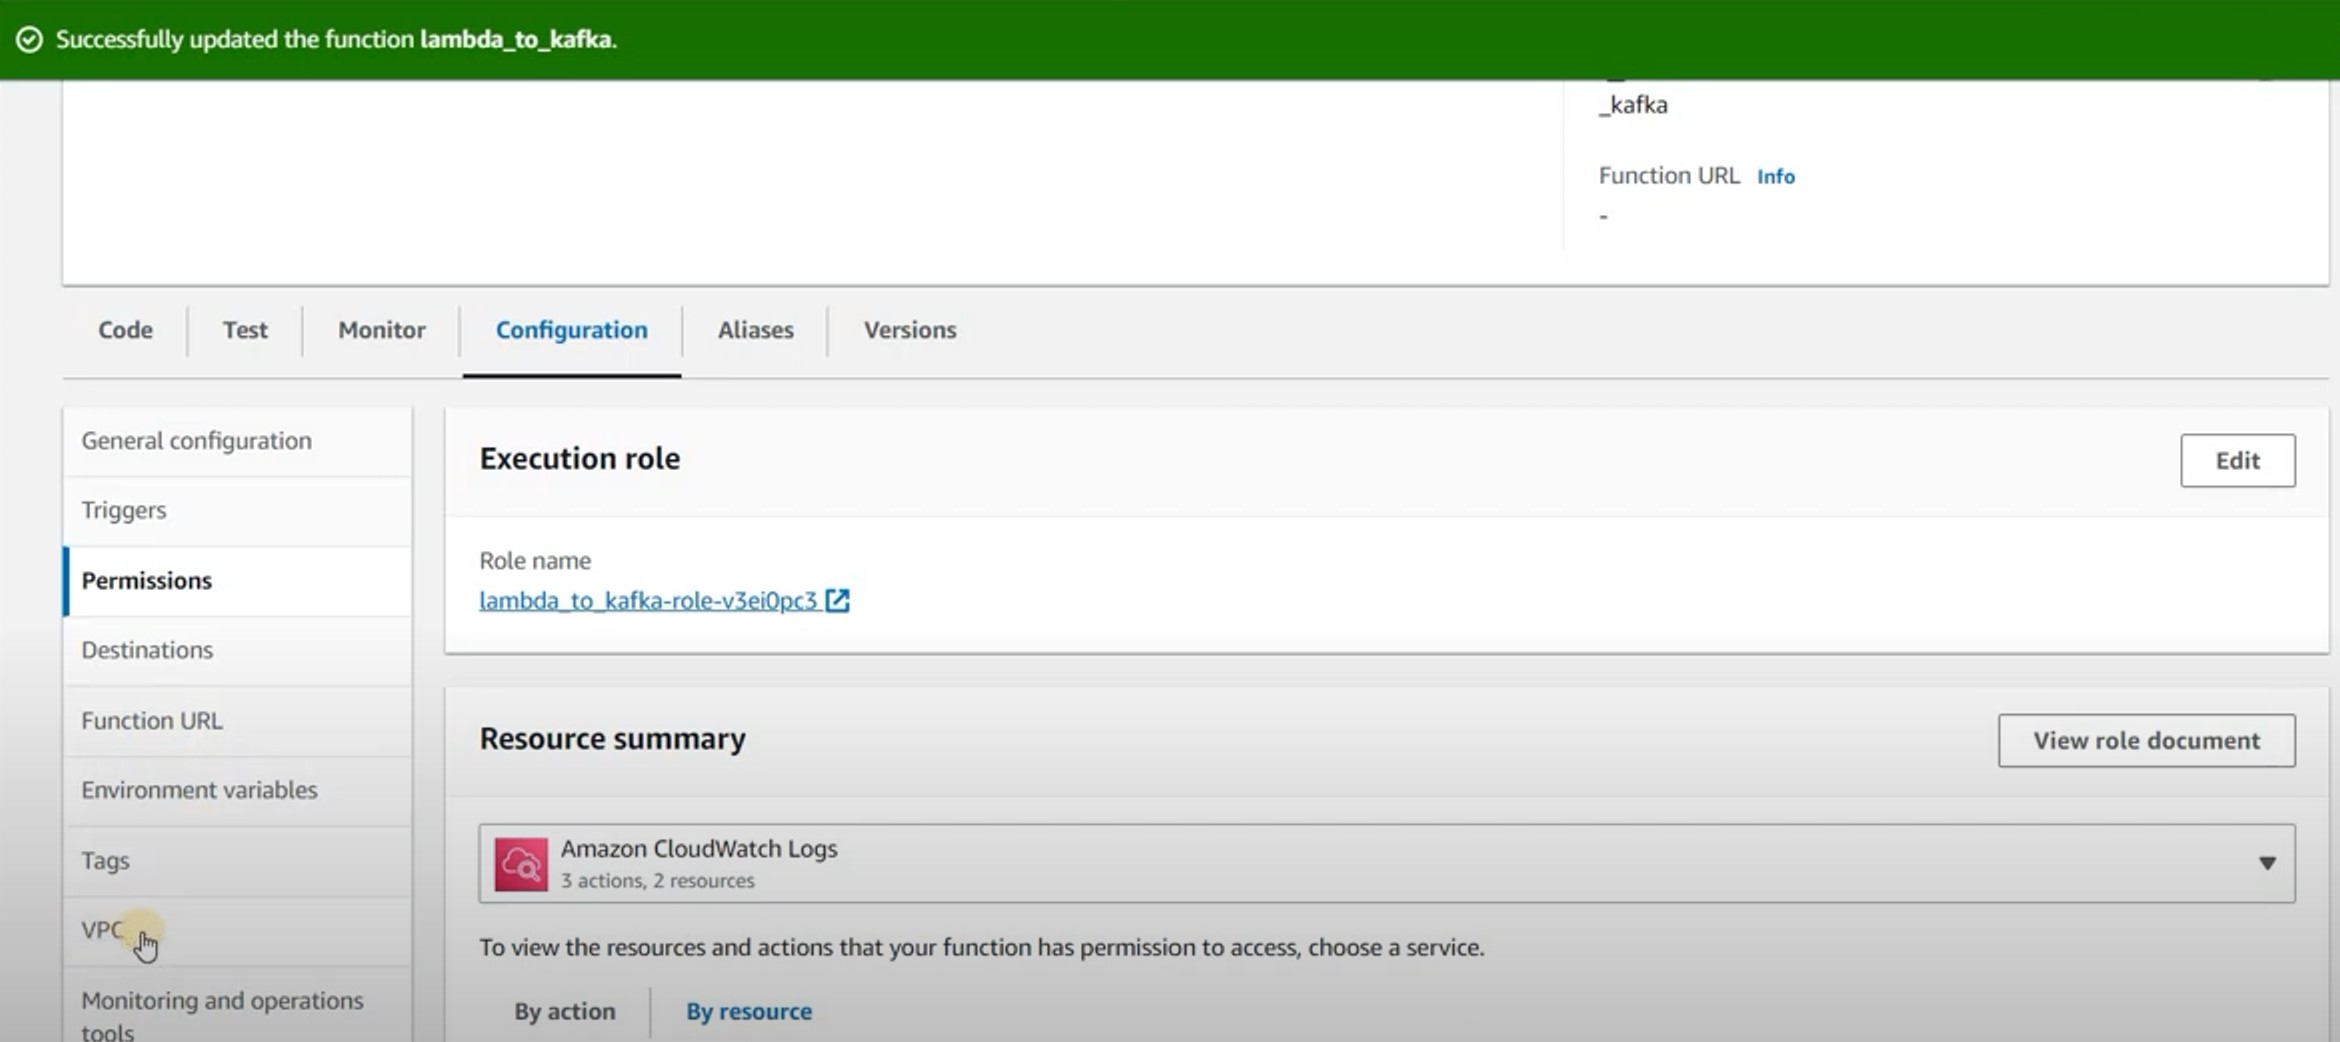 Successfully updated the function lambda_to_kafka.
_kafka
Function URL Info
-
Code
Test
Monitor
Configuration
Aliases
Versions
General configuration
Triggers
Permissions
Destinations
Function URL
Environment variables
Tags
VPC
Monitoring and operations
tools
Execution role
Edit
Role name
lambda_to_kafka-role-v3ei0pc3
Resource summary
View role document
Amazon CloudWatch Logs
3 actions, 2 resources
To view the resources and actions that your function has permission to access, choose a service.
By action
By resource